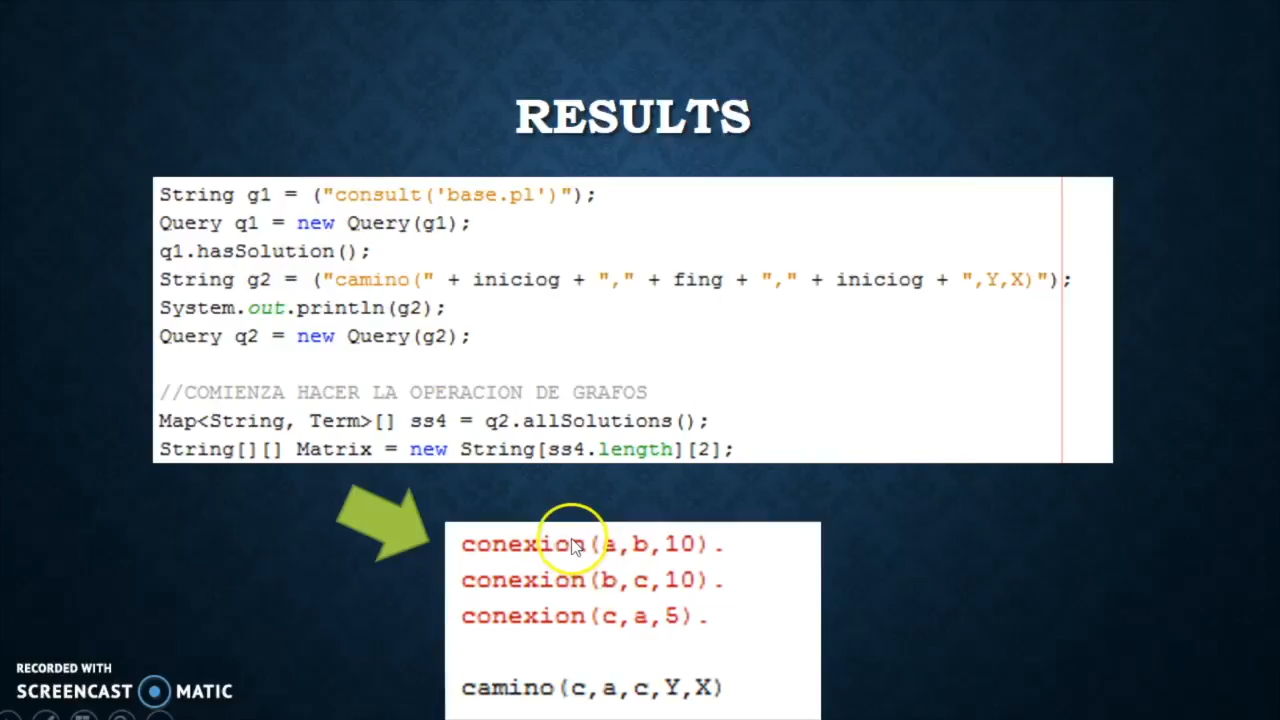 RESULTS
String g1 = ("consult('base.pl')");
Query q1 = new Query(g1);
q1.hasSolution();
String g2 = ("camino(" + iniciog + "," + fing + "," + iniciog + ",Y,X)");
System.out.println(g2);
Query q2 = new Query(g2);
//COMIENZA HACER LA OPERACION DE GRAFOS
Map<String, Term>[] ss4 = q2.allSolutions();
String[][] Matrix = new String[ss4.length][2];
conexion(a,b,10).
conexion(b,c,10).
conexion(c,a,5).
camino(c,a,c,Y,X)
RECORDED WITH
SCREENCAST MATIC